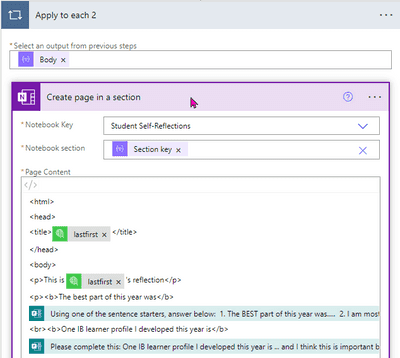 Apply to each 2
* Select an output from previous steps
Body ×
Create page in a section
* Notebook Key
Student Self-Reflections
* Notebook section
Section key ×
* Page Content
</>
<html>
<head>
<title> lastfirst × </title>
</head>
<body>
<p>This is lastfirst × 's reflection</p>
<p><b>The best part of this year was</b>
Using one of the sentence starters, answer below: 1. The BEST part of this year was..... 2. I am most
<br><b>One IB learner profile I developed this year is</b>
Please complete this: One IB learner profile I developed this year is ... and I think this is important b